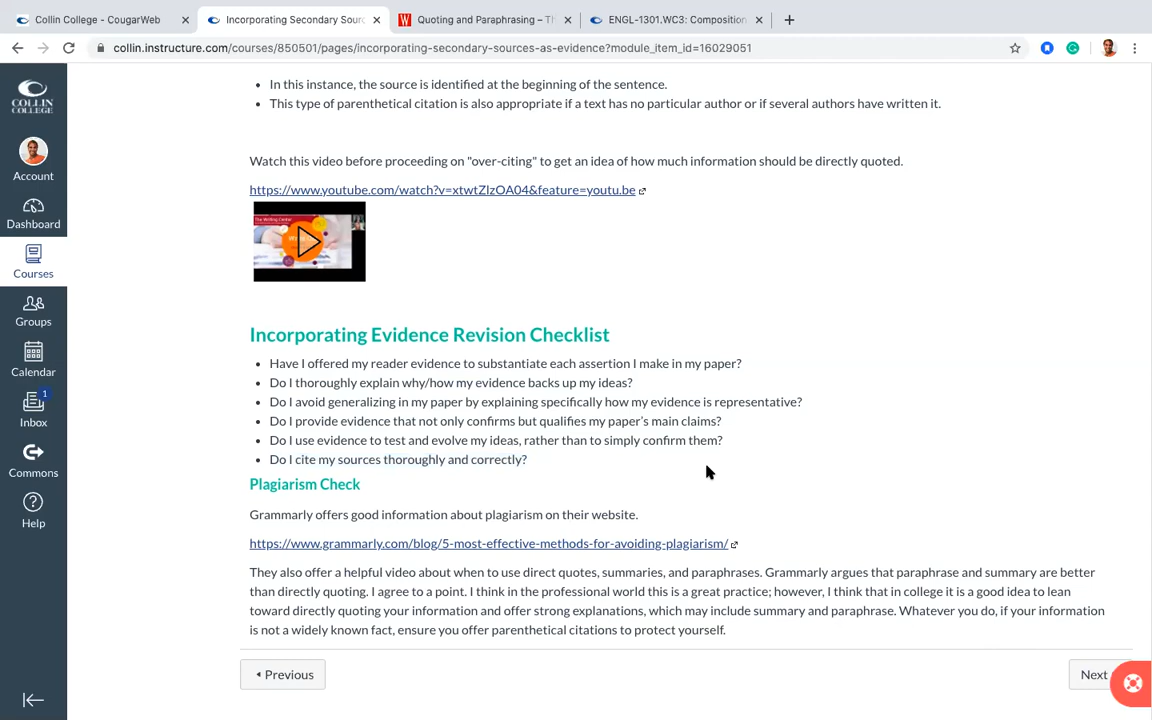 Collin College - CougarWeb
Incorporating Secondary Sourc
Quoting and Paraphrasing – Th
ENGL-1301.WC3: Composition
collin.instructure.com/courses/850501/pages/incorporating-secondary-sources-as-evidence?module_item_id=16029051
COLLIN
COLLEGE
Account
Dashboard
Courses
Groups
Calendar
1
Inbox
Commons
Help
In this instance, the source is identified at the beginning of the sentence.
This type of parenthetical citation is also appropriate if a text has no particular author or if several authors have written it.
Watch this video before proceeding on "over-citing" to get an idea of how much information should be directly quoted.
https://www.youtube.com/watch?v=xtwtZIzOA04&feature=youtu.be
The Writing Center
Incorporating Evidence Revision Checklist
Have I offered my reader evidence to substantiate each assertion I make in my paper?
Do I thoroughly explain why/how my evidence backs up my ideas?
Do I avoid generalizing in my paper by explaining specifically how my evidence is representative?
Do I provide evidence that not only confirms but qualifies my paper's main claims?
Do I use evidence to test and evolve my ideas, rather than to simply confirm them?
Do I cite my sources thoroughly and correctly?
Plagiarism Check
Grammarly offers good information about plagiarism on their website.
https://www.grammarly.com/blog/5-most-effective-methods-for-avoiding-plagiarism/
They also offer a helpful video about when to use direct quotes, summaries, and paraphrases. Grammarly argues that paraphrase and summary are better
than directly quoting. I agree to a point. I think in the professional world this is a great practice; however, I think that in college it is a good idea to lean
toward directly quoting your information and offer strong explanations, which may include summary and paraphrase. Whatever you do, if your information
is not a widely known fact, ensure you offer parenthetical citations to protect yourself.
Previous
Next